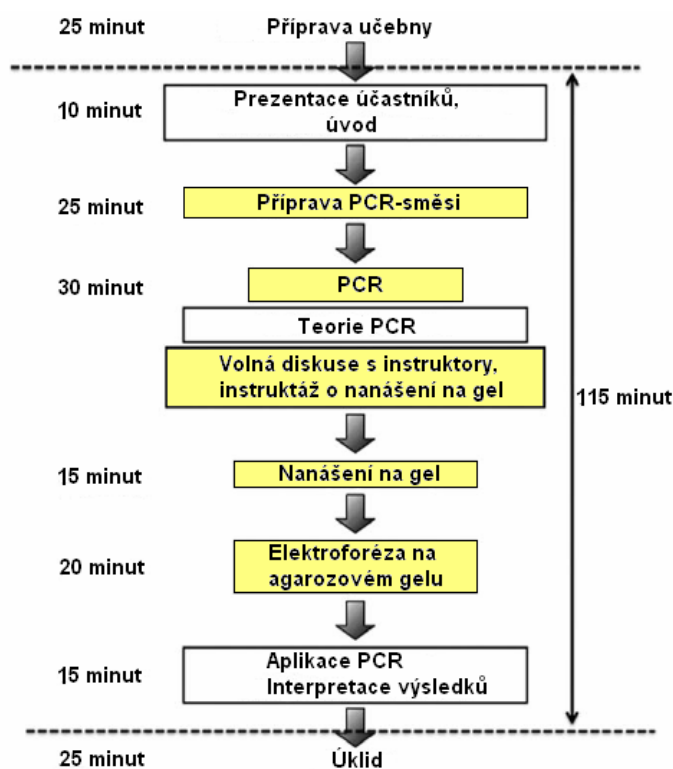 25 minut Příprava učebny
10 minut Prezentace účastníků,
úvod
25 minut Příprava PCR-směsi
30 minut PCR
Teorie PCR
Volná diskuse s instruktory,
instruktáž o nanášení na gel
115 minut
15 minut Nanášení na gel
20 minut Elektroforéza na
agarozovém gelu
15 minut Aplikace PCR
Interpretace výsledků
25 minut Úklid